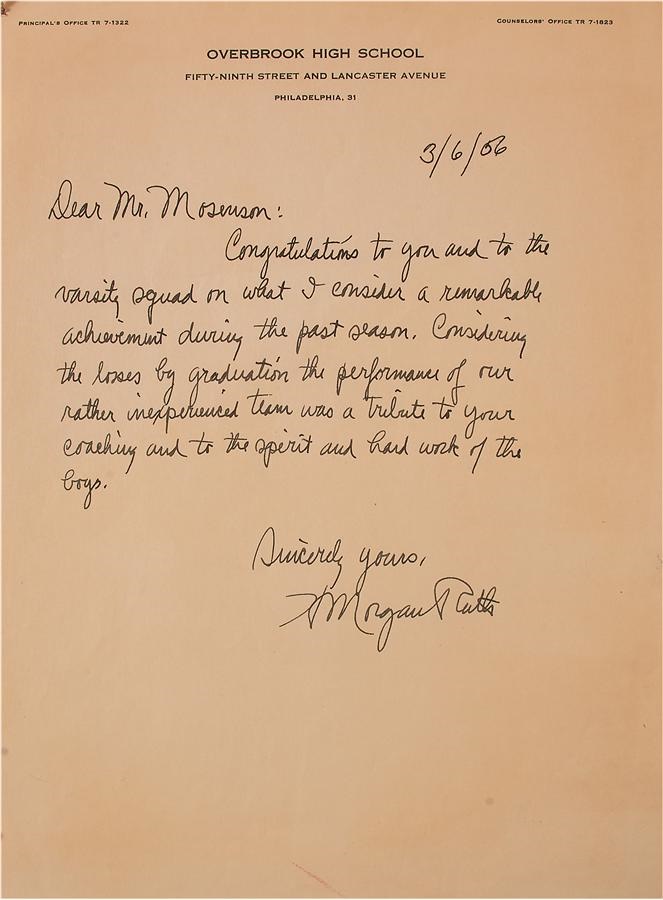 PRINCIPAL'S OFFICE TR 7-1322
COUNSELORS' OFFICE TR 7-1823
OVERBROOK HIGH SCHOOL
FIFTY-NINTH STREET AND LANCASTER AVENUE
PHILADELPHIA, 31
3/6/56
Dear Mr. Mosenson:
Congratulations to you and to the
varsity squad on what I consider a remarkable
achievement during the past season. Considering
the losses by graduation the performance of our
rather inexperienced team was a tribute to your
coaching and to the spirit and hard work of the
boys.
Sincerely yours,
Morgan